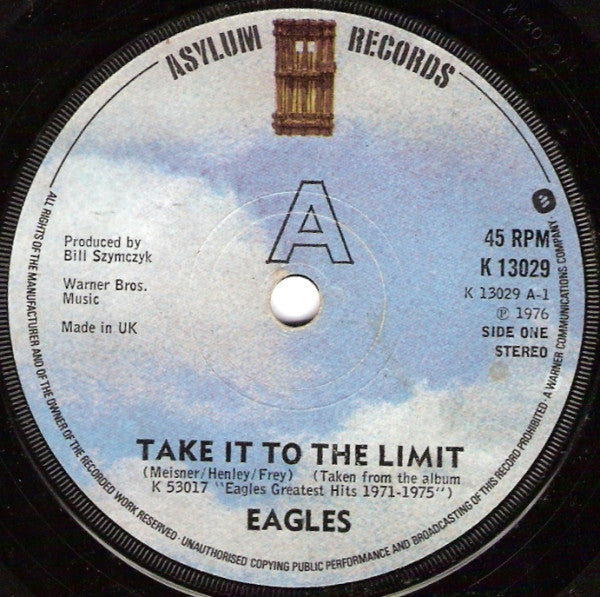 ASYLUM RECORDS
A
Produced by
Bill Szymczyk
Warner Bros.
Music
Made in UK
45 RPM
K 13029
K 13029 A-1
℗ 1976
SIDE ONE
STEREO
TAKE IT TO THE LIMIT
(Meisner/Henley/Frey) (Taken from the album
K 53017 "Eagles Greatest Hits 1971-1975")
EAGLES
ALL RIGHTS OF THE MANUFACTURER AND OF THE OWNER OF THE RECORDED WORK RESERVED · UNAUTHORISED COPYING PUBLIC PERFORMANCE AND BROADCASTING OF THIS RECORD PROHIBITED · A WARNER COMMUNICATIONS COMPANY